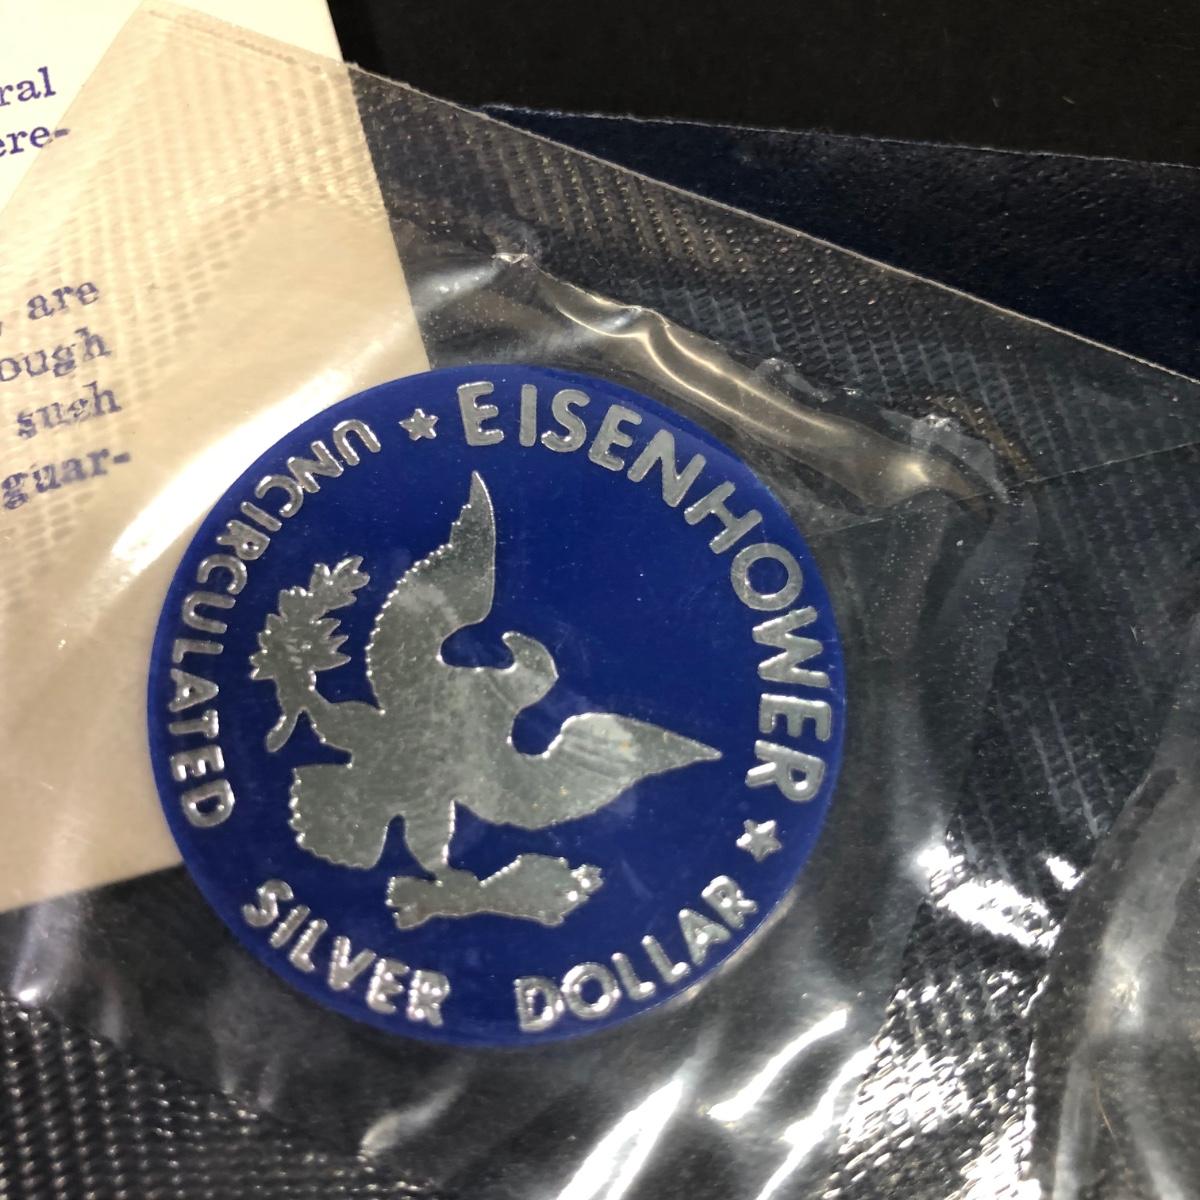 ral
ere-
are
ough
such
guar-
UNCIRCULATED ★ EISENHOWER ★
SILVER DOLLAR